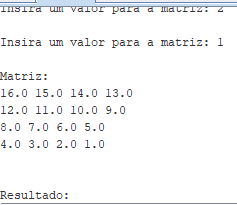 Insira um valor para a matriz: 2
Insira um valor para a matriz: 1
Matriz:
16.0 15.0 14.0 13.0
12.0 11.0 10.0 9.0
8.0 7.0 6.0 5.0
4.0 3.0 2.0 1.0
Resultado: